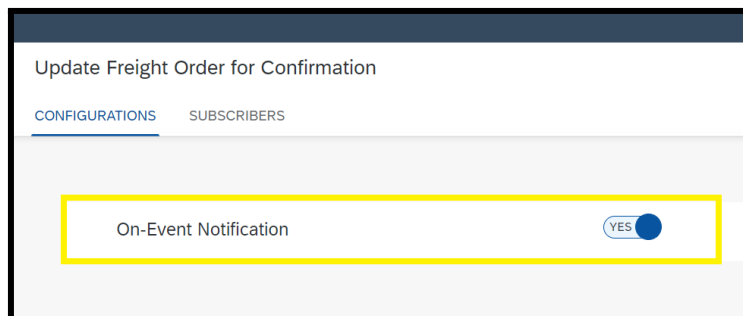 Update Freight Order for Confirmation
CONFIGURATIONS SUBSCRIBERS
On-Event Notification YES